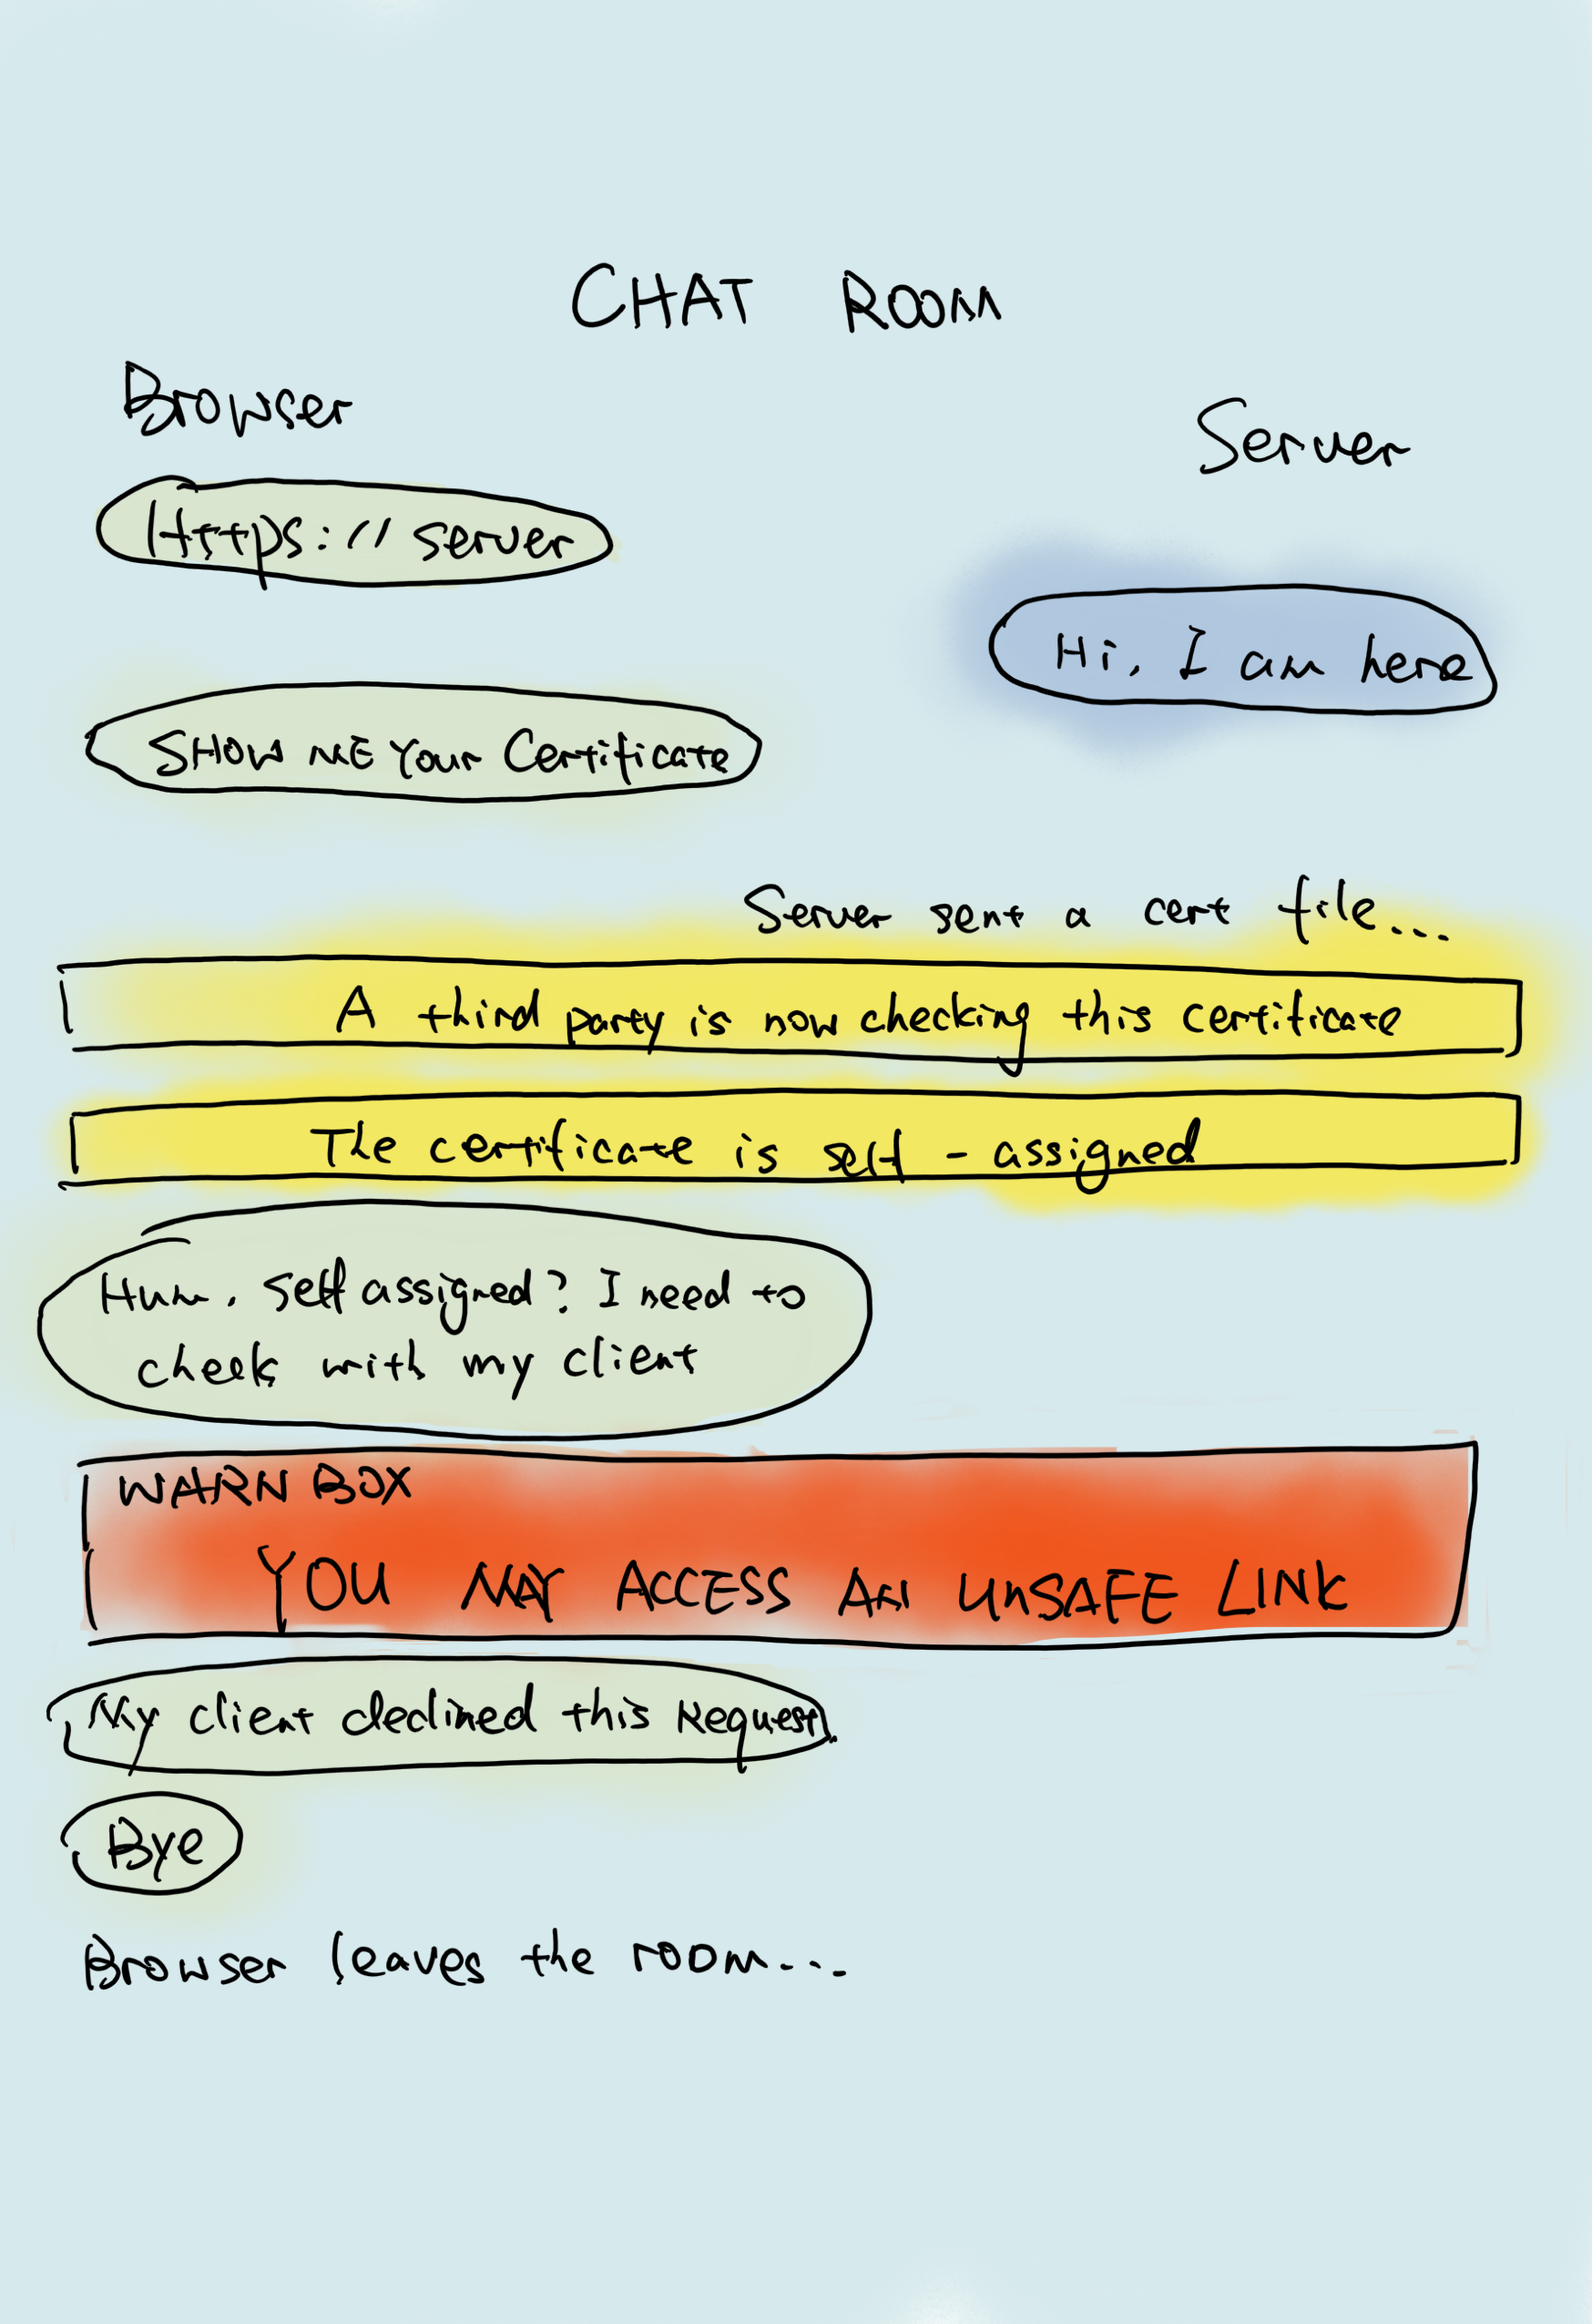 CHAT ROOM
Browser
Server
Https:// server
Hi, I am here
SHOW ME Your Certificate
Server sent a cert file...
A third party is now checking this certificate
The certificate is self - assigned
Hum, self assigned? I need to
check with my client
WARN BOX
YOU MAY ACCESS AN UnSAFE LINK
My client declined this request.
Bye
Browser leaves the room...